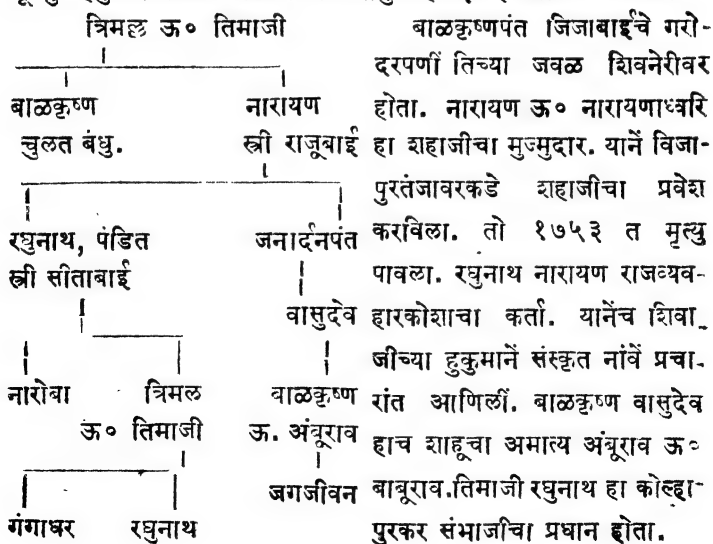 त्रिमल ऊ० तिमाजी
बाळकृष्ण नारायण
चुलत बंधु. स्त्री राजूबाई
रघुनाथ, पंडित जनार्दनपंत
स्त्री सीताबाई
वासुदेव
नारोबा त्रिमल बाळकृष्ण
ऊ० तिमाजी ऊ. अंबूराव
जगजीवन
गंगाधर रघुनाथ
बाळकृष्णपंत जिजाबाईचे गरो-
दरपणीं तिच्या जवळ शिवनेरीवर
होता. नारायण ऊ० नारायणाध्वरि
हा शहाजीचा मुज्मुदार. यानें विजा-
पुरतंजावरकडे शहाजीचा प्रवेश
करविला. तो १७५३ त मृत्यु
पावला. रघुनाथ नारायण राजव्यव-
हारकोशाचा कर्ता. यानेंच शिवा-
जीच्या हुकुमानें संस्कृत नांवें प्रचा-
रांत आणिलीं. बाळकृष्ण वासुदेव
हाच शाहूचा अमात्य अंबूराव ऊ०
बाबूराव.तिमाजी रघुनाथ हा कोल्हा-
पुरकर संभाजीचा प्रधान होता.